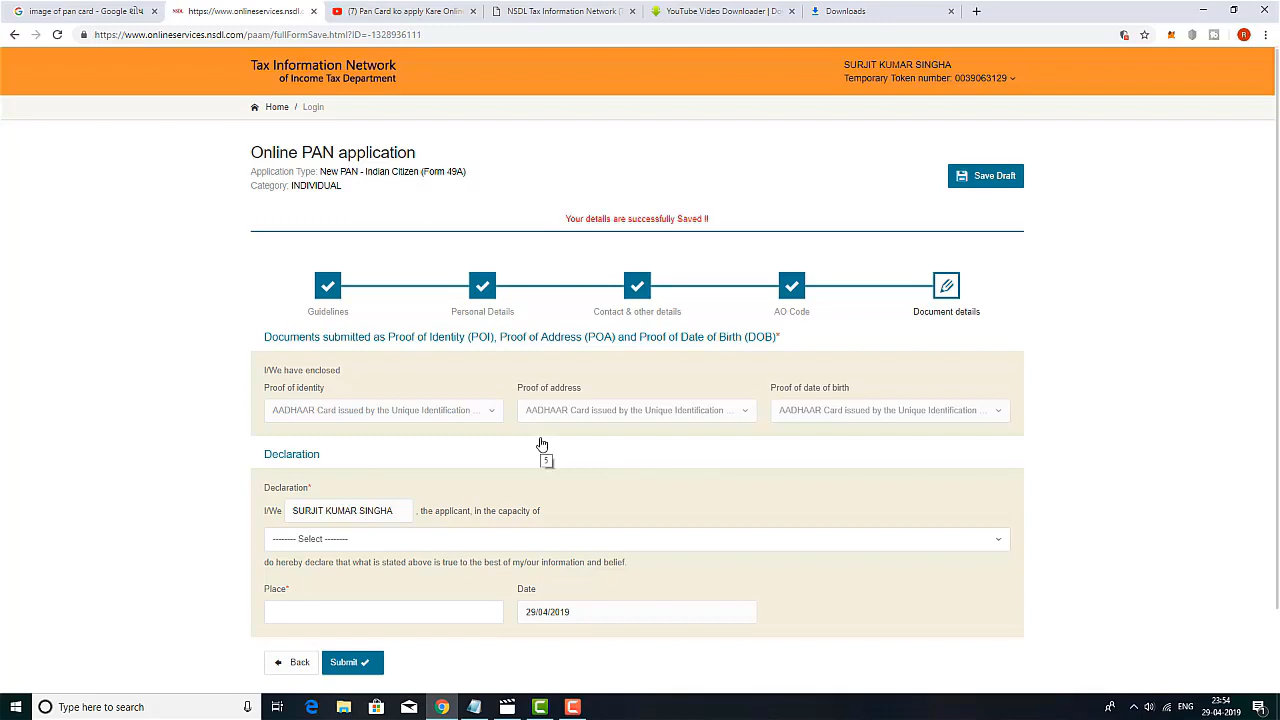 image of pan card - Google શોધ
https://www.onlineservices.nsdl.
(7) Pan Card ko apply Kare Online
NSDL Tax Information Network (T
YouTube Video Downloader | Do
Downloads
https://www.onlineservices.nsdl.com/paam/fullFormSave.html?ID=-1328936111
R
Tax Information Network
of Income Tax Department
SURJIT KUMAR SINGHA
Temporary Token number: 0039063129
Home / Login
Online PAN application
Application Type: New PAN - Indian Citizen (Form 49A)
Category: INDIVIDUAL
Save Draft
Your details are successfully Saved !!
Guidelines
Personal Details
Contact & other details
AO Code
Document details
Documents submitted as Proof of Identity (POI), Proof of Address (POA) and Proof of Date of Birth (DOB)*
I/We have enclosed
Proof of identity
Proof of address
Proof of date of birth
AADHAAR Card issued by the Unique Identification ...
AADHAAR Card issued by the Unique Identification ...
AADHAAR Card issued by the Unique Identification ...
5
Declaration
Declaration*
I/We SURJIT KUMAR SINGHA , the applicant, in the capacity of
-------- Select --------
do hereby declare that what is stated above is true to the best of my/our information and belief.
Place*
Date
29/04/2019
Back
Submit
Type here to search
ENG
23:54
29-04-2019